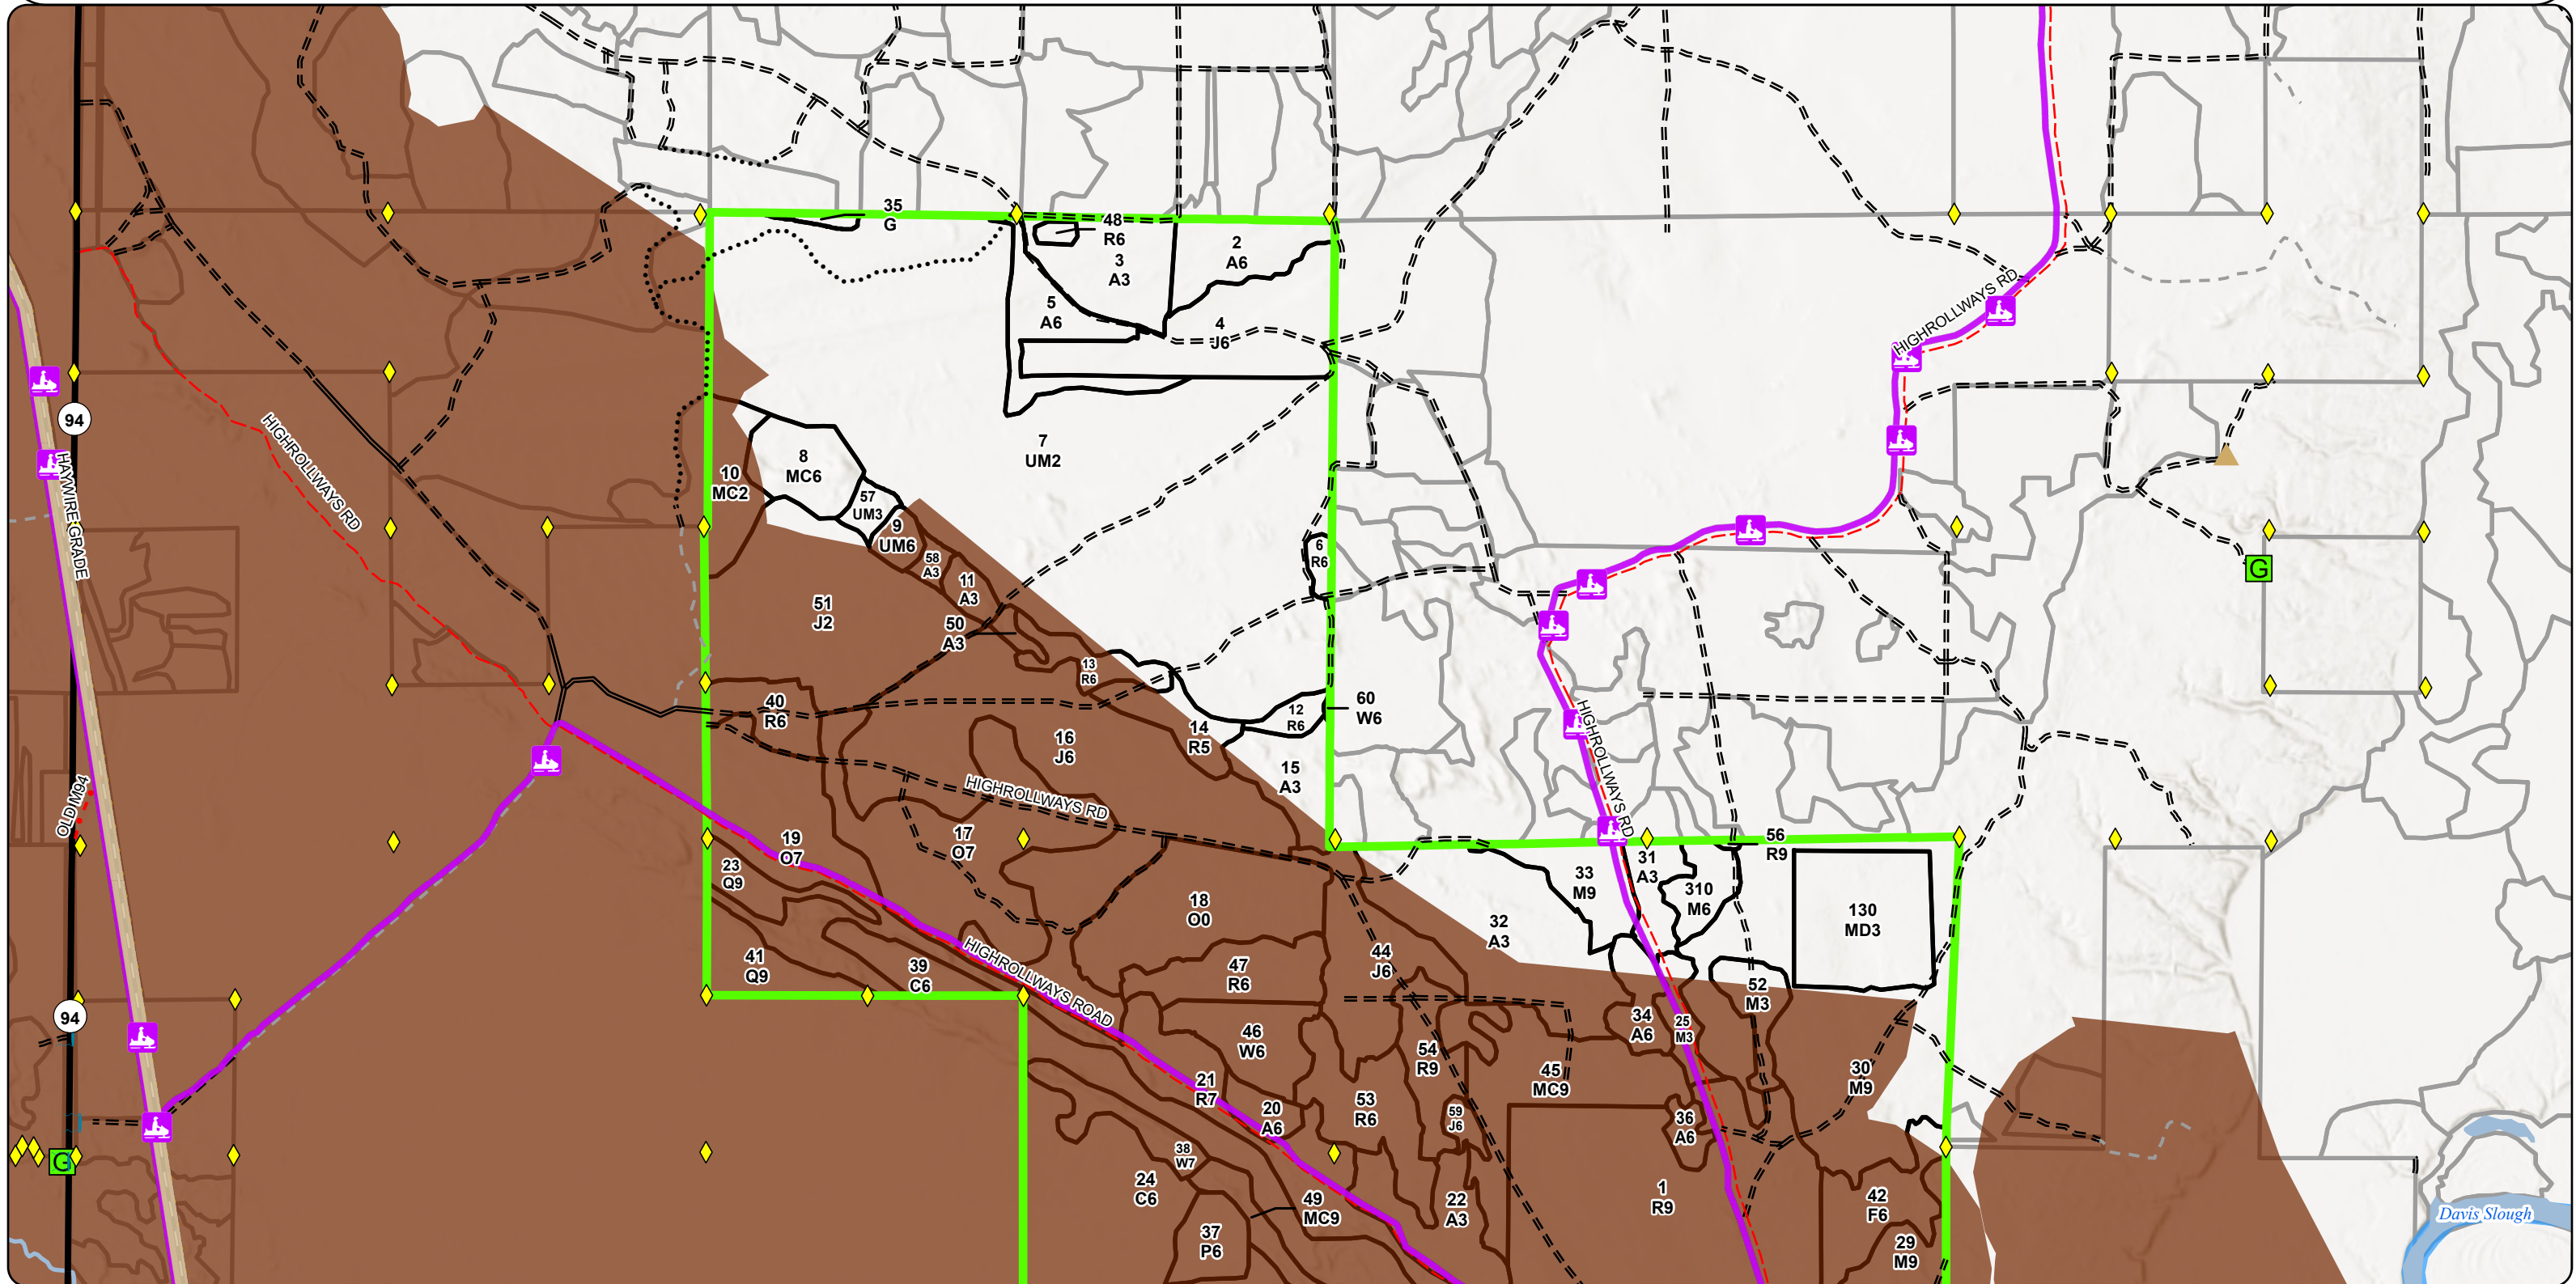 35
G
48
R6
3
A3
2
A6
5
A6
4
J6
HIGHROLLWAYS RD
94
HAYWIRE GRADE
HIGHROLLWAYS RD
7
UM2
8
MC6
10
MC2
57
UM3
9
UM6
58
A3
11
A3
6
R6
G
51
J2
50
A3
13
R6
40
R6
16
J6
14
R5
12
R6
60
W6
HIGHROLLWAYS RD
15
A3
HIGHROLLWAYS RD
OLD M94
19
O7
17
O7
23
Q9
56
R9
31
A3
33
M9
310
M6
18
O0
130
MD3
32
A3
41
Q9
39
C6
HIGHROLLWAYS ROAD
47
R6
44
J6
52
M3
94
34
A6
25
M3
46
W6
54
R9
45
MC9
30
M9
21
R7
20
A6
53
R6
59
J6
36
A6
G
38
W7
24
C6
49
MC9
22
A3
1
R9
42
F6
Davis Slough
37
P6
29
M9